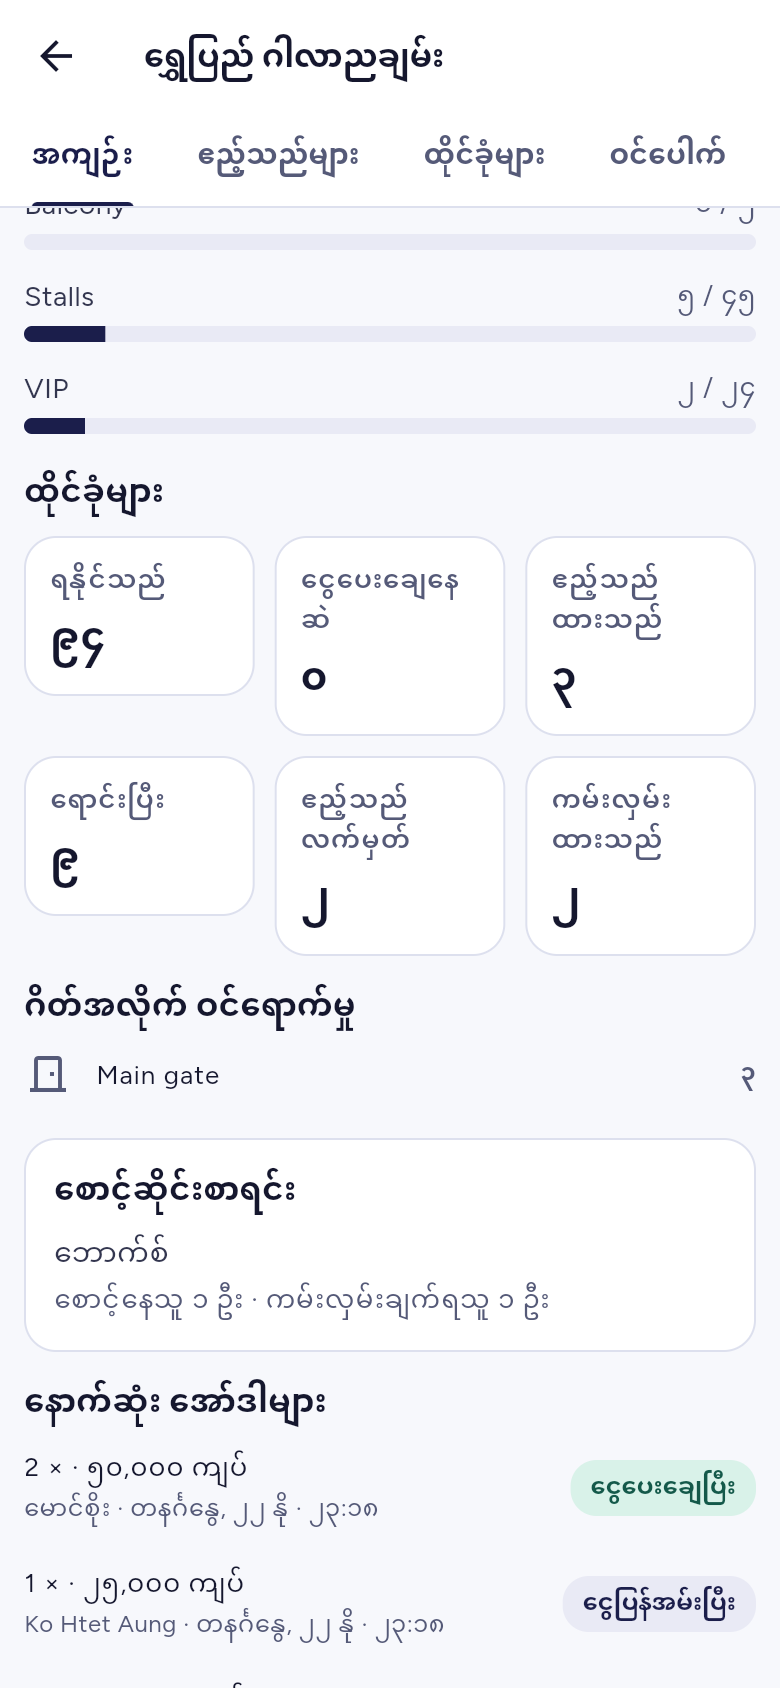 ရွှေပြည် ဂါလာညချမ်း
အကျဉ်း ဧည့်သည်များ ထိုင်ခုံများ ဝင်ပေါက်
Balcony
Stalls ၅ / ၄၅
VIP ၂ / ၂၄
ထိုင်ခုံများ
ရနိုင်သည် ငွေပေးချေနေ ဧည့်သည်
ဆဲ ထားသည်
၉၄ ၀ ၃
ရောင်းပြီး ဧည့်သည် ကမ်းလှမ်း
လက်မှတ် ထားသည်
၉ ၂ ၂
ဂိတ်အလိုက် ဝင်ရောက်မှု
Main gate ၃
စောင့်ဆိုင်းစာရင်း
ဘောက်စ်
စောင့်နေသူ ၁ ဦး · ကမ်းလှမ်းချက်ရသူ ၁ ဦး
နောက်ဆုံး အော်ဒါများ
2 × · ၅၀,၀၀၀ ကျပ် ငွေပေးချေပြီး
မောင်စိုး · တနင်္ဂနွေ, ၂၂ နို · ၂၃:၁၈
1 × · ၂၅,၀၀၀ ကျပ် ငွေပြန်အမ်းပြီး
Ko Htet Aung · တနင်္ဂနွေ, ၂၂ နို · ၂၃:၁၈